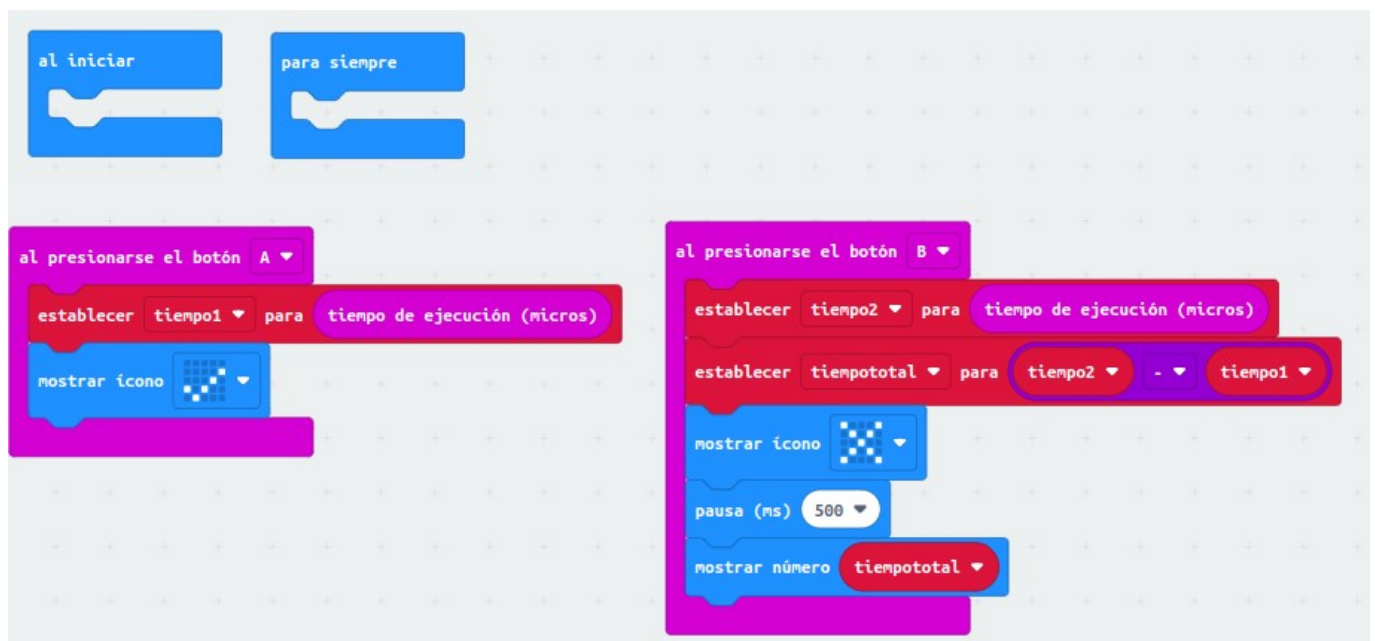 al iniciar
para siempre
al presionarse el botón A
establecer tiempo1 para tiempo de ejecución (micros)
mostrar ícono
al presionarse el botón B
establecer tiempo2 para tiempo de ejecución (micros)
establecer tiempototal para tiempo2 - tiempo1
mostrar ícono
pausa (ms) 500
mostrar número tiempototal